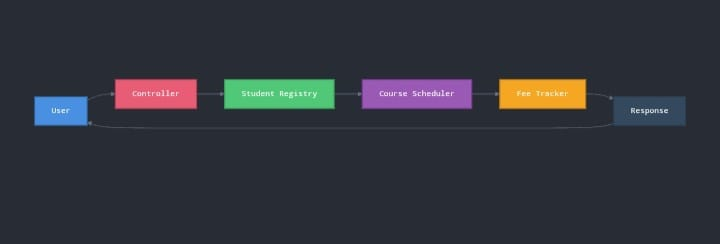 Controller
Student Registry
Course Scheduler
Fee Tracker
User
Response